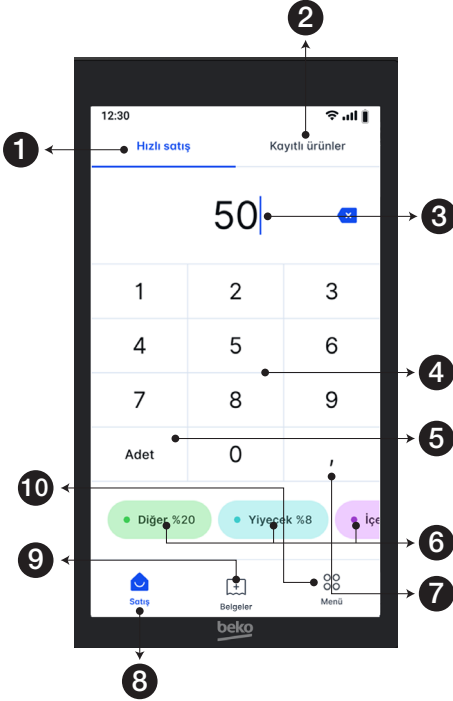 2
12:30
1
Hızlı satış
Kayıtlı ürünler
50
3
1 2 3
4 5 6
4
7 8 9
5
Adet 0 ,
10
Diğer %20
Yiyecek %8
İçe
6
9
7
Satış
Belgeler
Menü
beko
8